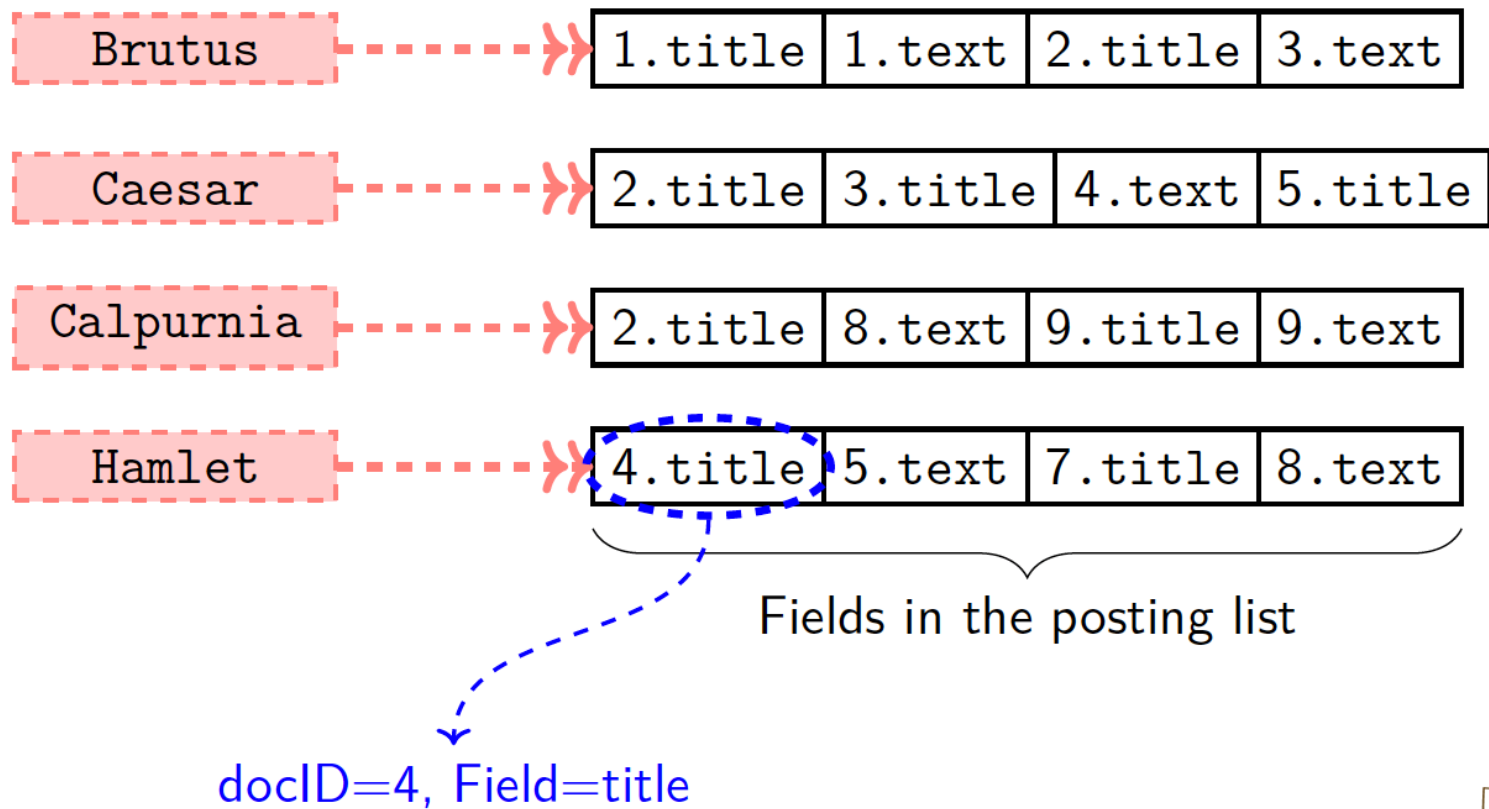 Brutus 1.title 1.text 2.title 3.text
Caesar 2.title 3.title 4.text 5.title
Calpurnia 2.title 8.text 9.title 9.text
Hamlet 4.title 5.text 7.title 8.text
Fields in the posting list
docID=4, Field=title